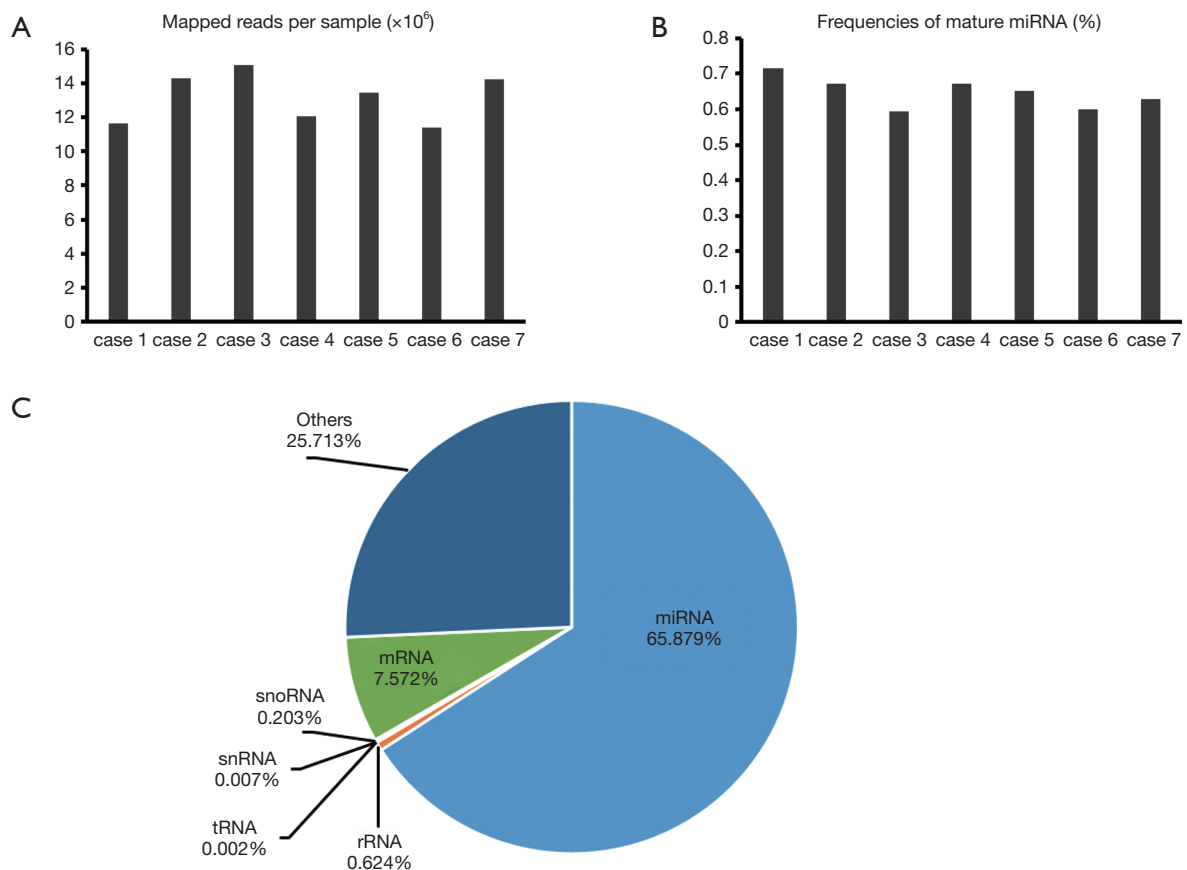 A
Mapped reads per sample (×10⁶)
16
14
12
10
8
6
4
2
0
case 1 case 2 case 3 case 4 case 5 case 6 case 7
B
Frequencies of mature miRNA (%)
0.8
0.7
0.6
0.5
0.4
0.3
0.2
0.1
0
case 1 case 2 case 3 case 4 case 5 case 6 case 7
C
Others
25.713%
miRNA
65.879%
mRNA
7.572%
snoRNA
0.203%
snRNA
0.007%
tRNA
0.002%
rRNA
0.624%